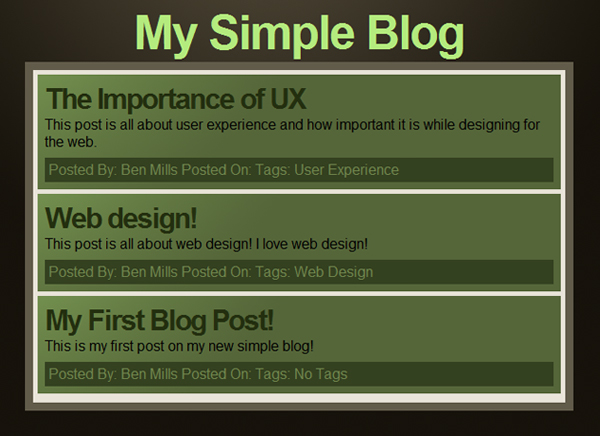 My Simple Blog
The Importance of UX
This post is all about user experience and how important it is while designing for
the web.
Posted By: Ben Mills Posted On: Tags: User Experience
Web design!
This post is all about web design! I love web design!
Posted By: Ben Mills Posted On: Tags: Web Design
My First Blog Post!
This is my first post on my new simple blog!
Posted By: Ben Mills Posted On: Tags: No Tags